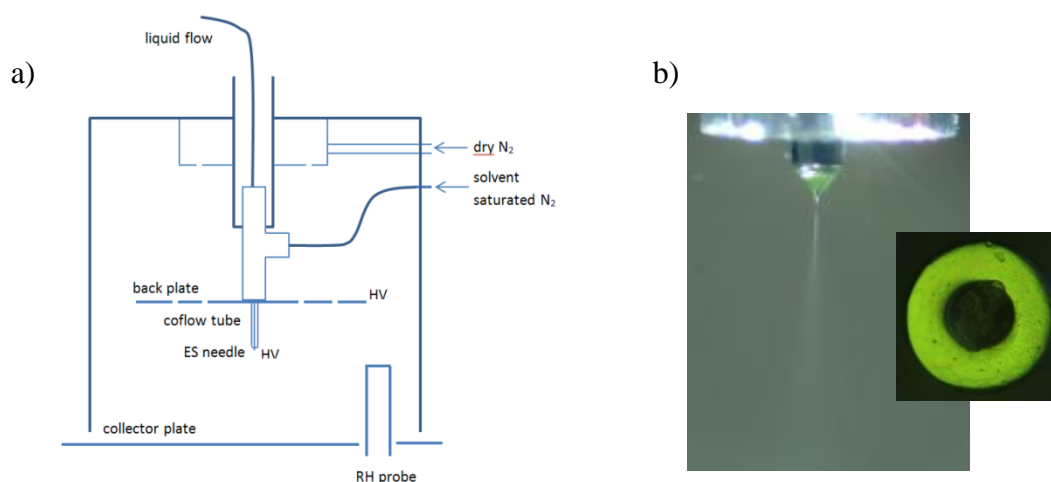 a)
liquid flow
dry N₂
solvent
saturated N₂
back plate
HV
coflow tube
ES needle
HV
collector plate
RH probe
b)